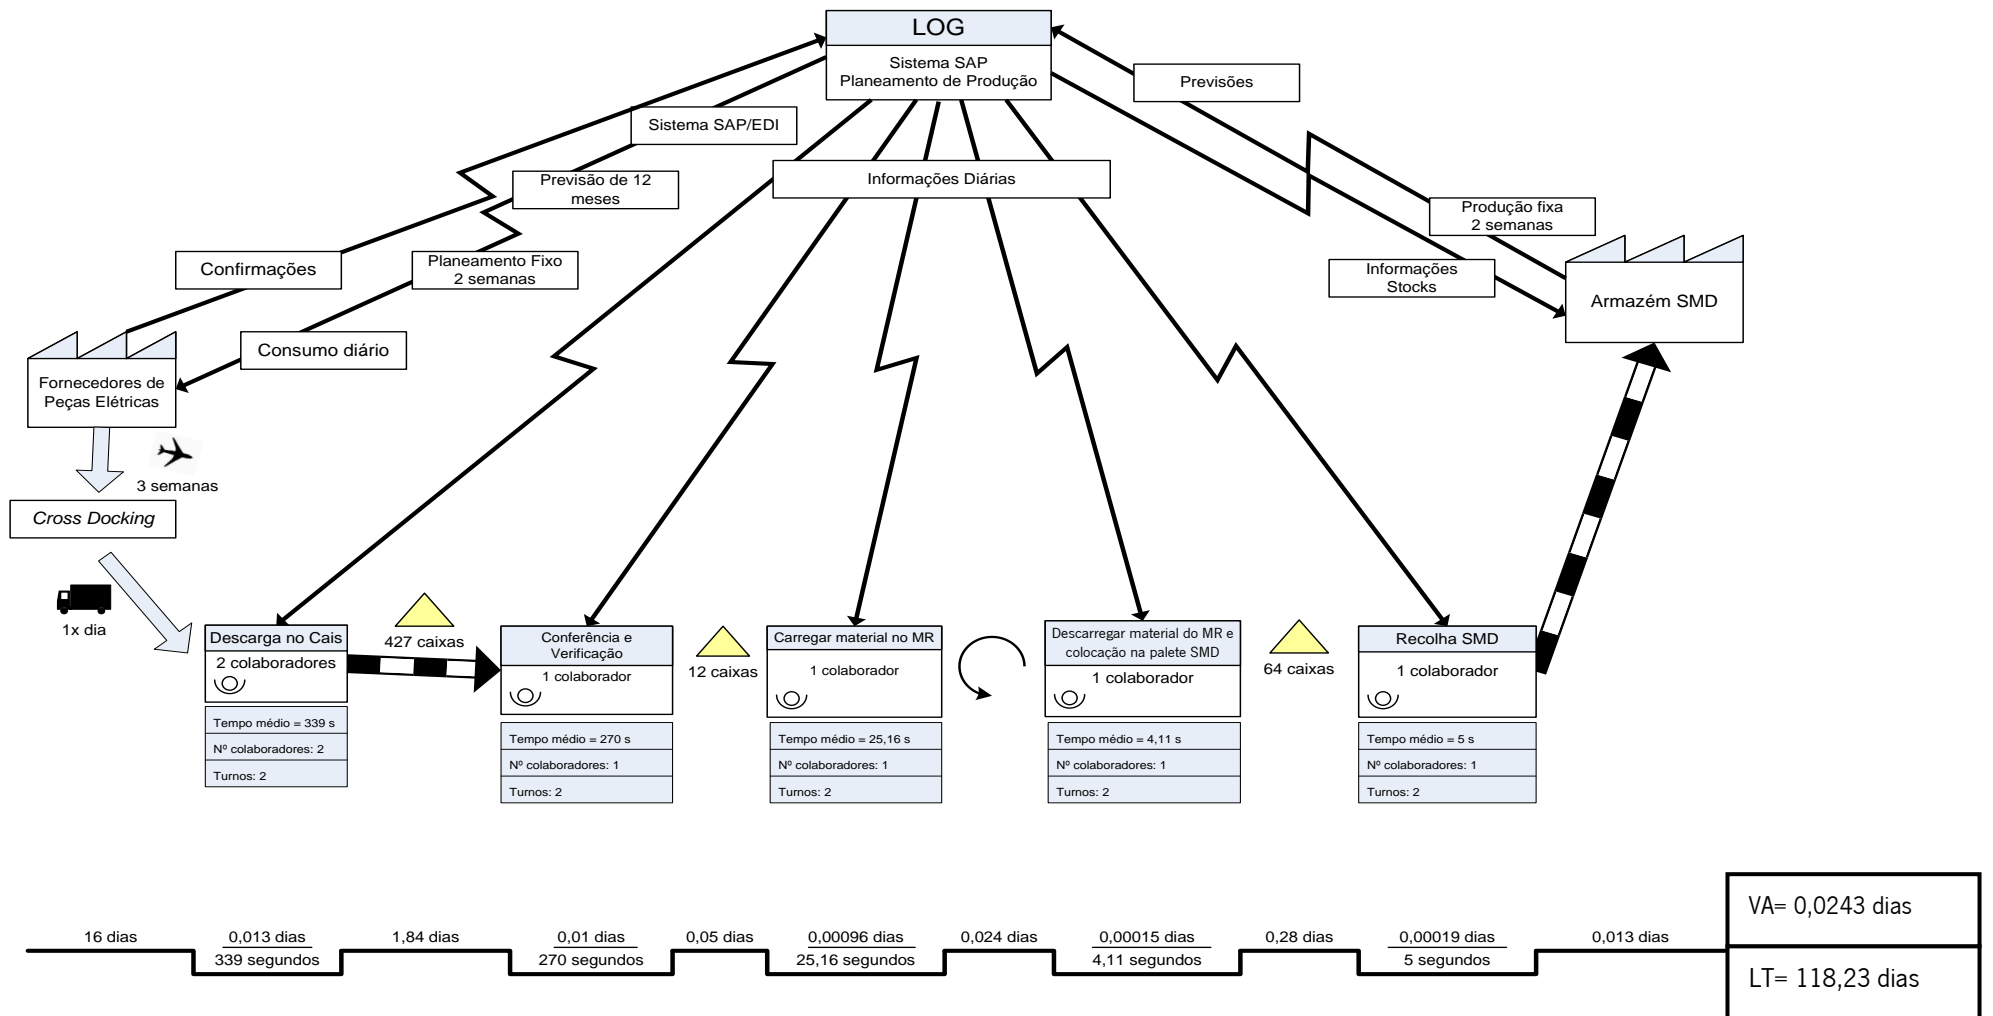 LOG
Sistema SAP
Planeamento de Produção
Previsões
Sistema SAP/EDI
Previsão de 12
meses
Informações Diárias
Produção fixa
2 semanas
Confirmações
Planeamento Fixo
2 semanas
Informações
Stocks
Armazém SMD
Consumo diário
Fornecedores de
Peças Elétricas
3 semanas
Cross Docking
1x dia
Descarga no Cais
2 colaboradores
Tempo médio = 339 s
Nº colaboradores: 2
Turnos: 2
427 caixas
Conferência e
Verificação
1 colaborador
Tempo médio = 270 s
Nº colaboradores: 1
Turnos: 2
12 caixas
Carregar material no MR
1 colaborador
Tempo médio = 25,16 s
Nº colaboradores: 1
Turnos: 2
Descarregar material do MR e
colocação na palete SMD
1 colaborador
Tempo médio = 4,11 s
Nº colaboradores: 1
Turnos: 2
64 caixas
Recolha SMD
1 colaborador
Tempo médio = 5 s
Nº colaboradores: 1
Turnos: 2
16 dias
0,013 dias
339 segundos
1,84 dias
0,01 dias
270 segundos
0,05 dias
0,00096 dias
25,16 segundos
0,024 dias
0,00015 dias
4,11 segundos
0,28 dias
0,00019 dias
5 segundos
0,013 dias
VA= 0,0243 dias
LT= 118,23 dias